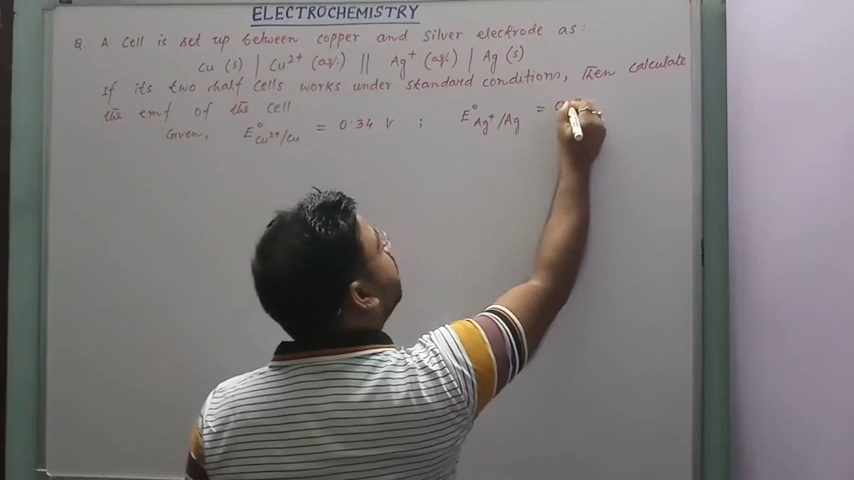 ELECTROCHEMISTRY
Q. A cell is set up between copper and silver electrode as:
Cu (s) | Cu²⁺ (aq.) || Ag⁺ (aq.) | Ag (s)
If its two half cells works under standard conditions, Then calculate
the emf of the cell
Given, E°Cu²⁺/Cu = 0.34 V ; E°Ag⁺/Ag = 0